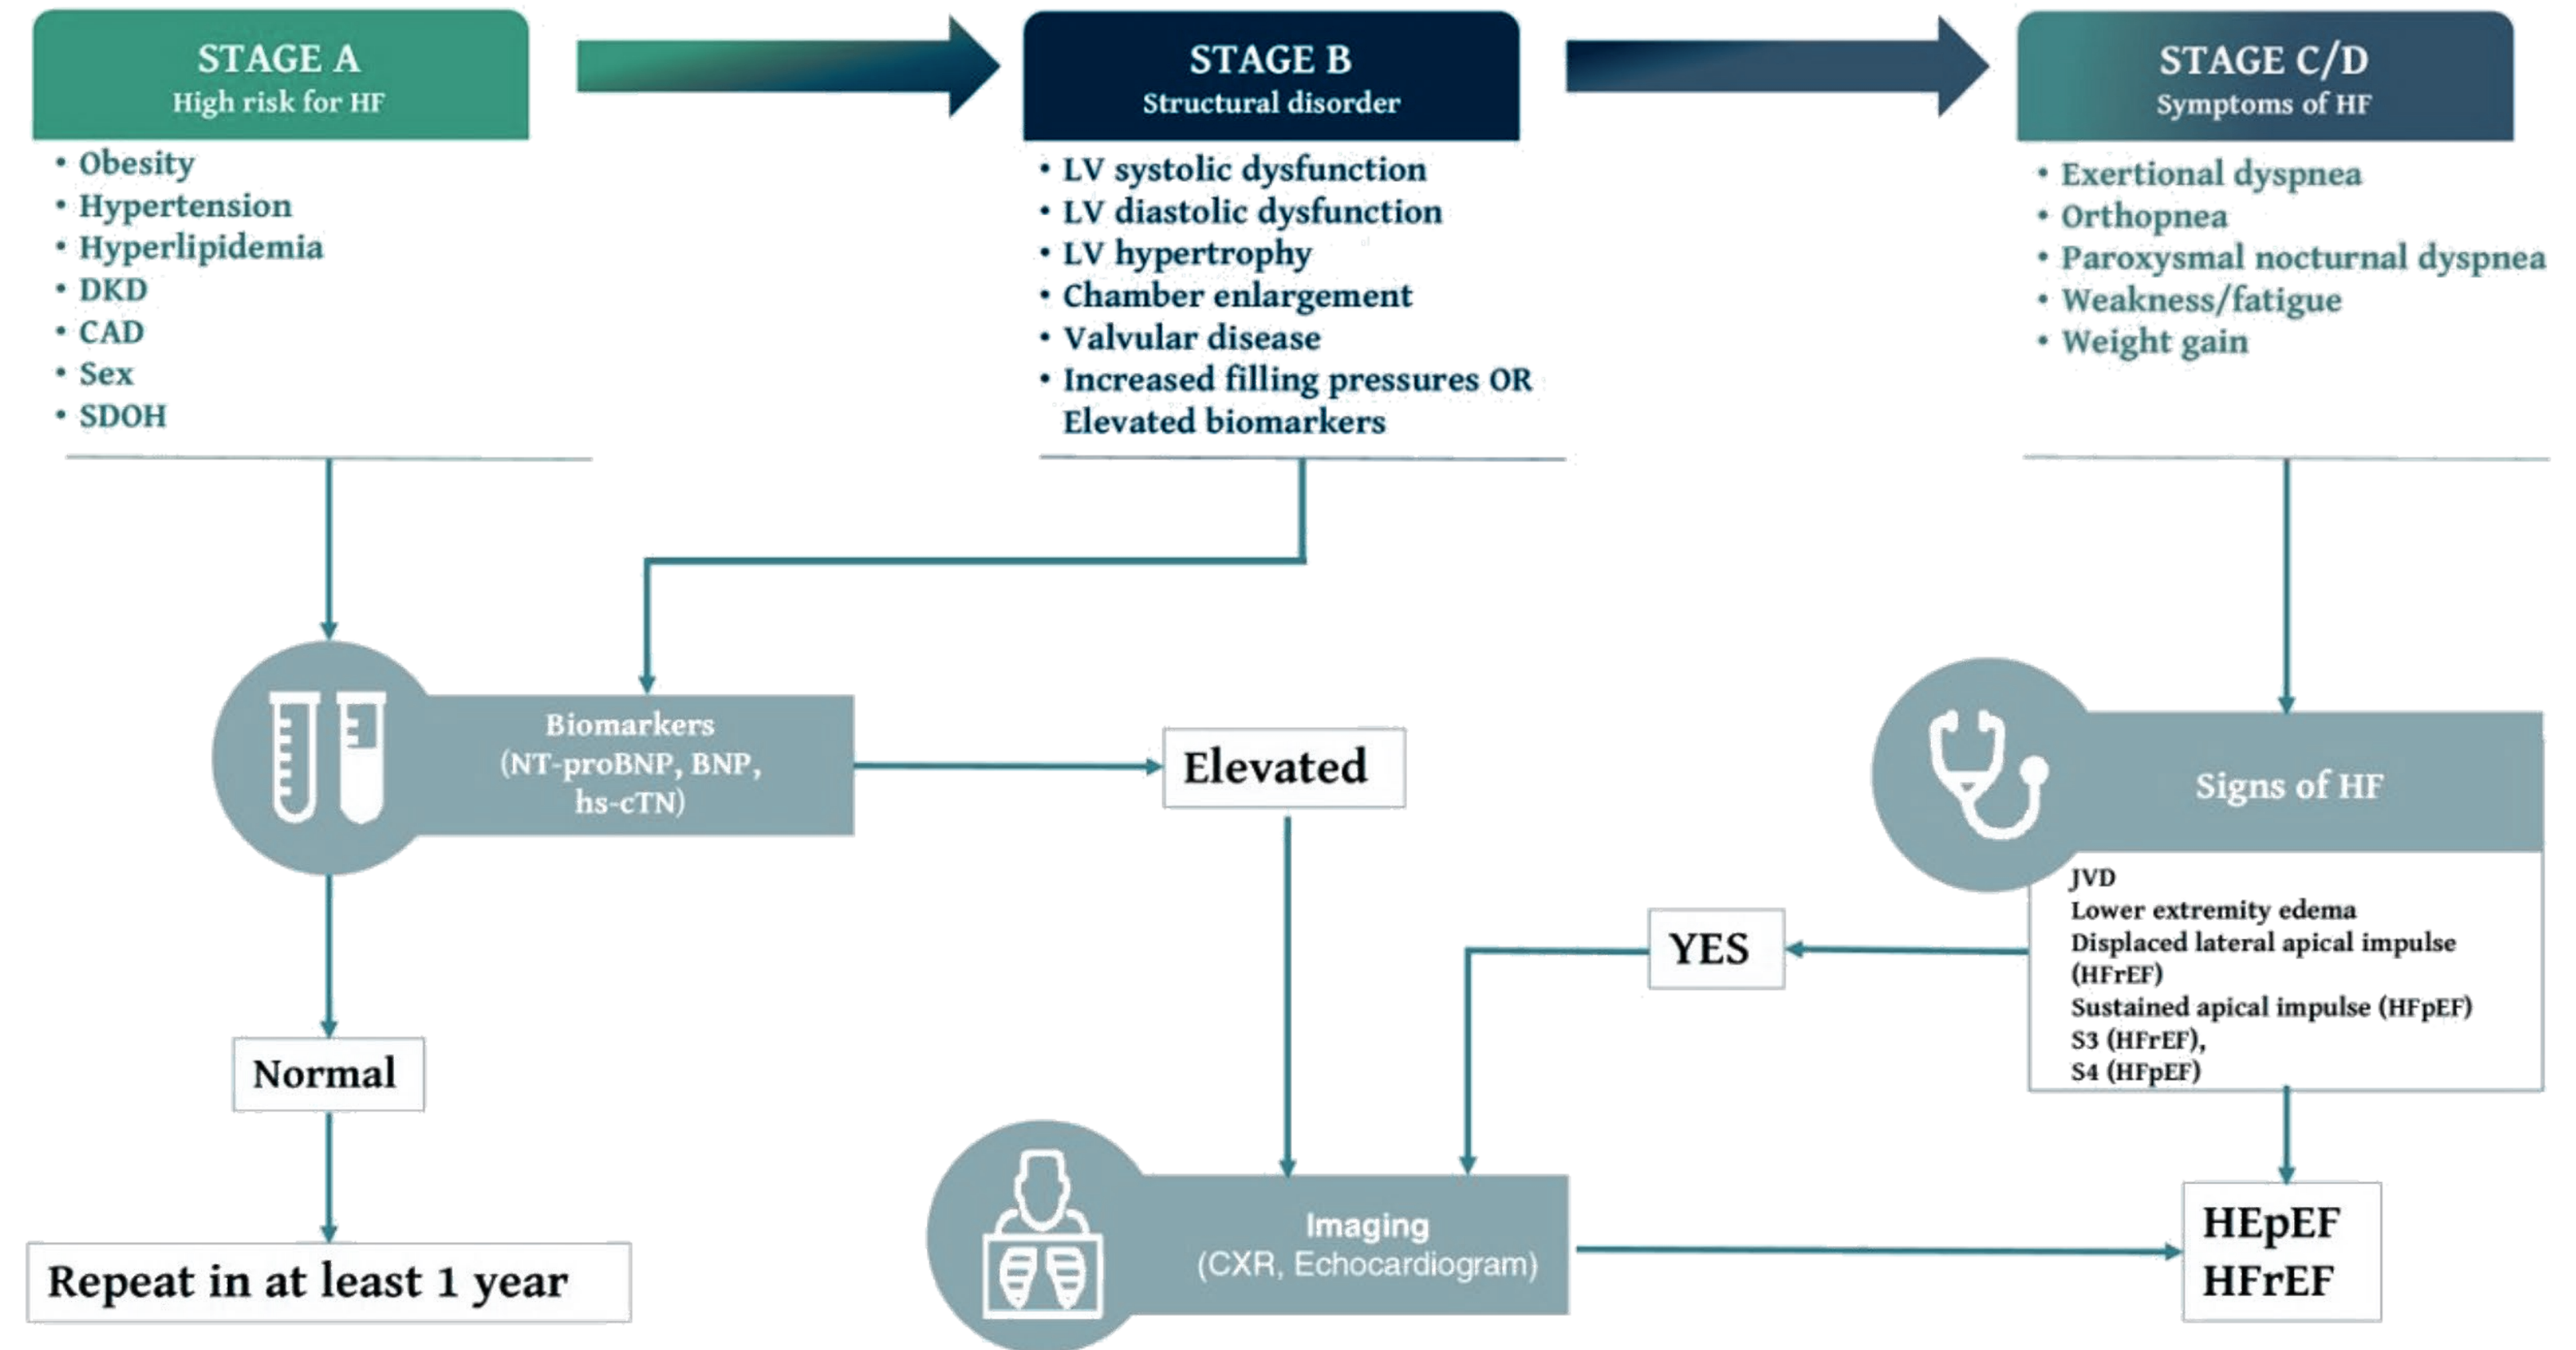 STAGE A
High risk for HF
• Obesity
• Hypertension
• Hyperlipidemia
• DKD
• CAD
• Sex
• SDOH
STAGE B
Structural disorder
• LV systolic dysfunction
• LV diastolic dysfunction
• LV hypertrophy
• Chamber enlargement
• Valvular disease
• Increased filling pressures OR
Elevated biomarkers
STAGE C/D
Symptoms of HF
• Exertional dyspnea
• Orthopnea
• Paroxysmal nocturnal dyspnea
• Weakness/fatigue
• Weight gain
Biomarkers
(NT-proBNP, BNP,
hs-cTN)
Elevated
Signs of HF
JVD
Lower extremity edema
Displaced lateral apical impulse
(HFrEF)
Sustained apical impulse (HFpEF)
S3 (HFrEF),
S4 (HFpEF)
YES
Normal
Repeat in at least 1 year
Imaging
(CXR, Echocardiogram)
HEpEF
HFrEF